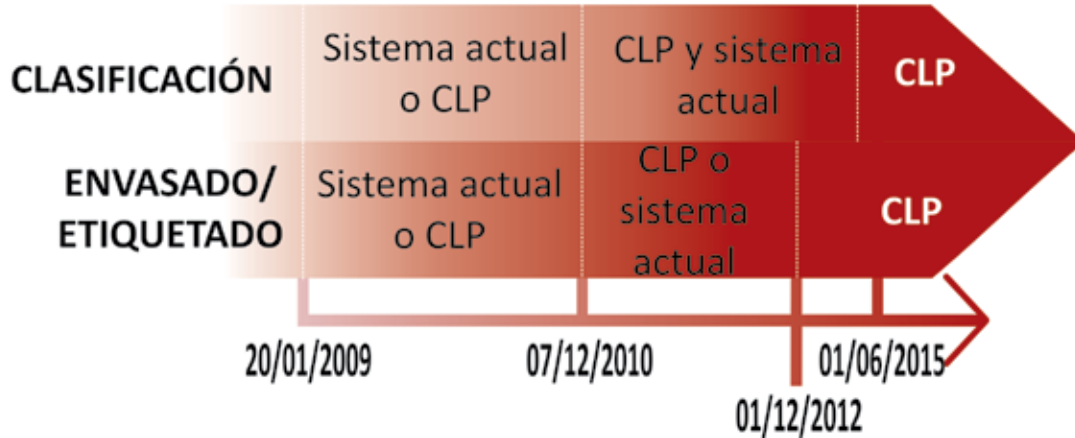 CLASIFICACIÓN
Sistema actual
o CLP
CLP y sistema
actual
CLP
ENVASADO/
ETIQUETADO
Sistema actual
o CLP
CLP o
sistema
actual
CLP
20/01/2009
07/12/2010
01/12/2012
01/06/2015